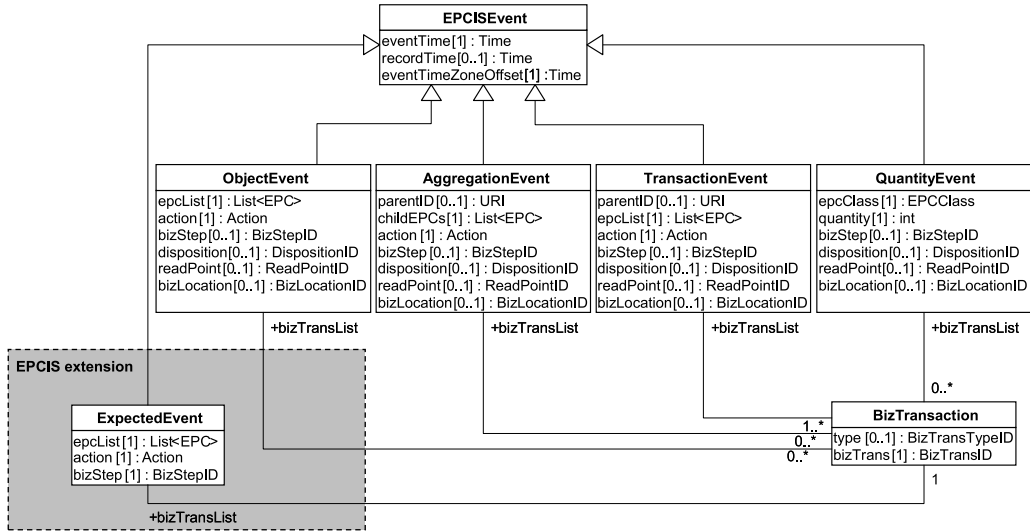 EPCISEvent
eventTime[1] : Time
recordTime[0..1] : Time
eventTimeZoneOffset[1] :Time
ObjectEvent
epcList[1] : List<EPC>
action[1] : Action
bizStep[0..1] : BizStepID
disposition[0..1] : DispositionID
readPoint[0..1] : ReadPointID
bizLocation[0..1] : BizLocationID
AggregationEvent
parentID[0..1] : URI
childEPCs[1] : List<EPC>
action[1] : Action
bizStep[0..1] : BizStepID
disposition[0..1] : DispositionID
readPoint[0..1] : ReadPointID
bizLocation[0..1] : BizLocationID
TransactionEvent
parentID[0..1] : URI
epcList[1] : List<EPC>
action[1] : Action
bizStep[0..1] : BizStepID
disposition[0..1] : DispositionID
readPoint[0..1] : ReadPointID
bizLocation[0..1] : BizLocationID
QuantityEvent
epcClass[1] : EPCClass
quantity[1] : int
bizStep[0..1] : BizStepID
disposition[0..1] : DispositionID
readPoint[0..1] : ReadPointID
bizLocation[0..1] : BizLocationID
+bizTransList
+bizTransList
+bizTransList
+bizTransList
EPCIS extension
ExpectedEvent
epcList[1] : List<EPC>
action[1] : Action
bizStep[1] : BizStepID
+bizTransList
0..*
1..*
0..*
0..*
BizTransaction
type[0..1] : BizTransTypeID
bizTrans[1] : BizTransID
1